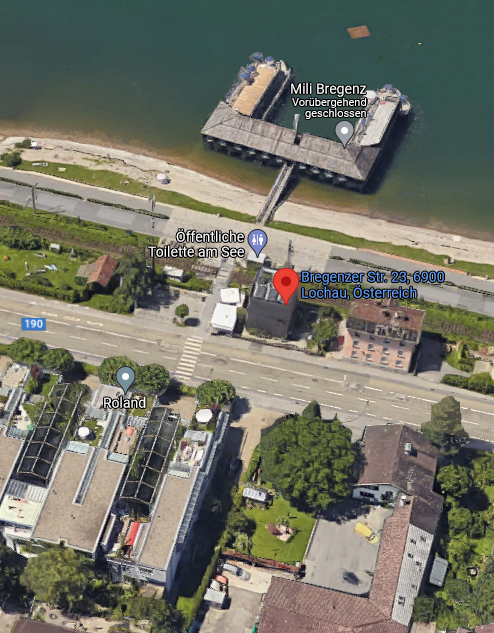 Mili Bregenz
Vorübergehend
geschlossen
Öffentliche
Toilette am See
Bregenzer Str. 23, 6900
Lochau, Österreich
190
Roland